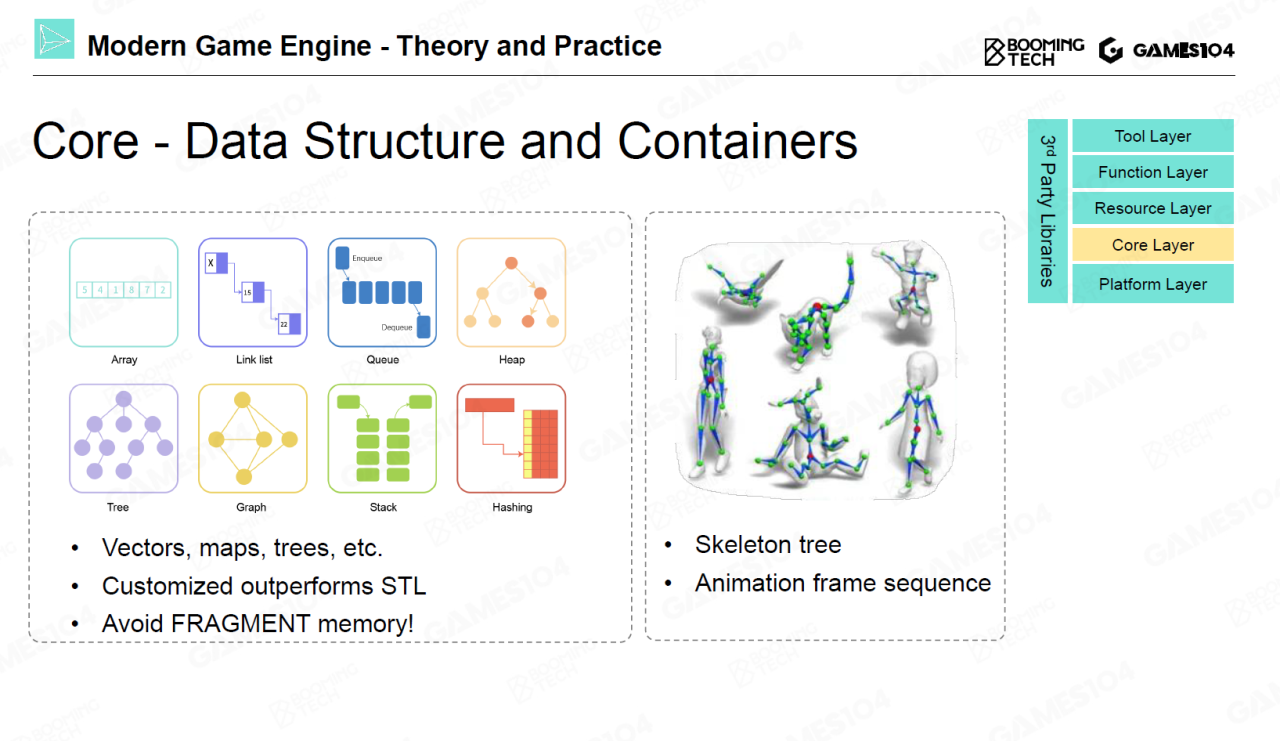 Modern Game Engine - Theory and Practice
BOOMING
TECH
GAMES104
Core - Data Structure and Containers
3rd Party Libraries
Tool Layer
Function Layer
Resource Layer
Core Layer
Platform Layer
5 4 1 8 7 2
Array
X
15
22
Link list
Enqueue
Dequeue
Queue
Heap
Tree
Graph
Stack
Hashing
• Vectors, maps, trees, etc.
• Customized outperforms STL
• Avoid FRAGMENT memory!
• Skeleton tree
• Animation frame sequence